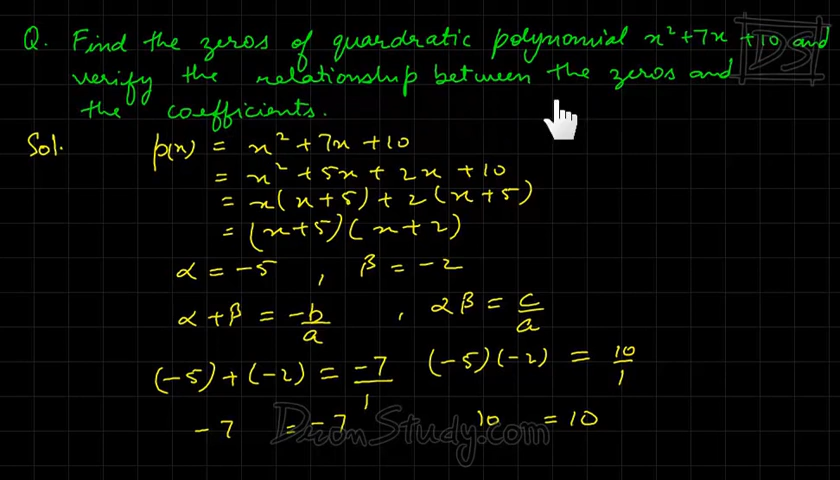 Q. Find the zeros of quardratic polynomial x² + 7x + 10 and
verify the relationship between the zeros and
the coefficients.
Sol. p(x) = x² + 7x + 10
= x² + 5x + 2x + 10
= x(x+5) + 2(x+5)
= (x+5)(x+2)
α = -5 , β = -2
α + β = -b/a , αβ = c/a
(-5) + (-2) = -7/1 (-5)(-2) = 10/1
-7 = -7 10 = 10
DronStudy.com
DS